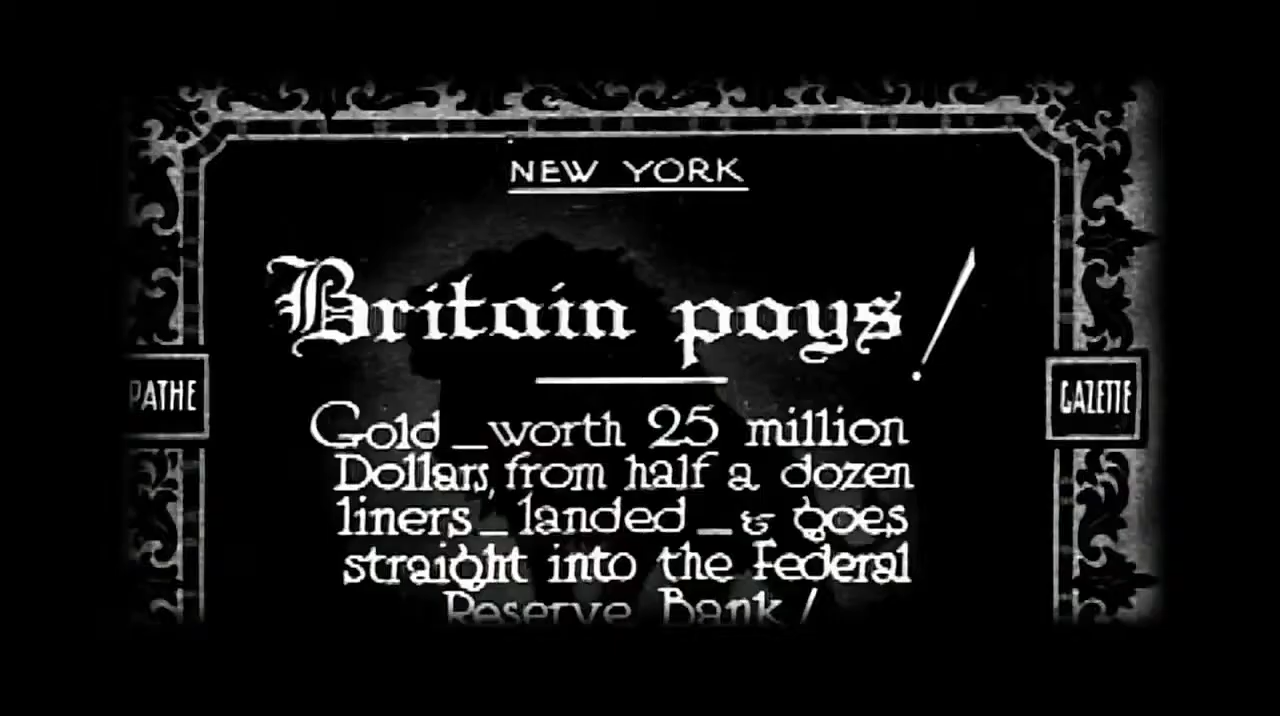 NEW YORK
Britain pays!
PATHE
GAZETTE
Gold _ worth 25 million
Dollars, from half a dozen
liners _ landed _ & goes
straight into the Federal
Reserve Bank!